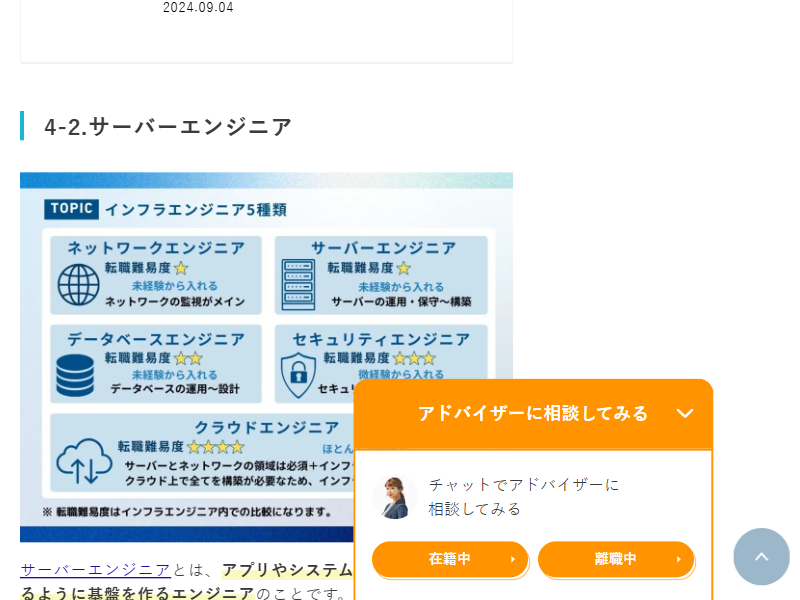 2024.09.04
4-2.サーバーエンジニア
TOPIC インフラエンジニア5種類
ネットワークエンジニア
転職難易度
未経験から入れる
ネットワークの監視がメイン
サーバーエンジニア
転職難易度
未経験から入れる
サーバーの運用・保守～構築
データベースエンジニア
転職難易度
未経験から入れる
データベースの運用～設計
セキュリティエンジニア
転職難易度
微経験から入れる
セキュ
クラウドエンジニア
転職難易度
ほとん
サーバーとネットワークの領域は必須＋インフ
クラウド上で全てを構築が必要なため、インフ
※ 転職難易度はインフラエンジニア内での比較になります。
サーバーエンジニアとは、アプリやシステム
るように基盤を作るエンジニアのことです。
アドバイザーに相談してみる
チャットでアドバイザーに
相談してみる
在籍中
離職中